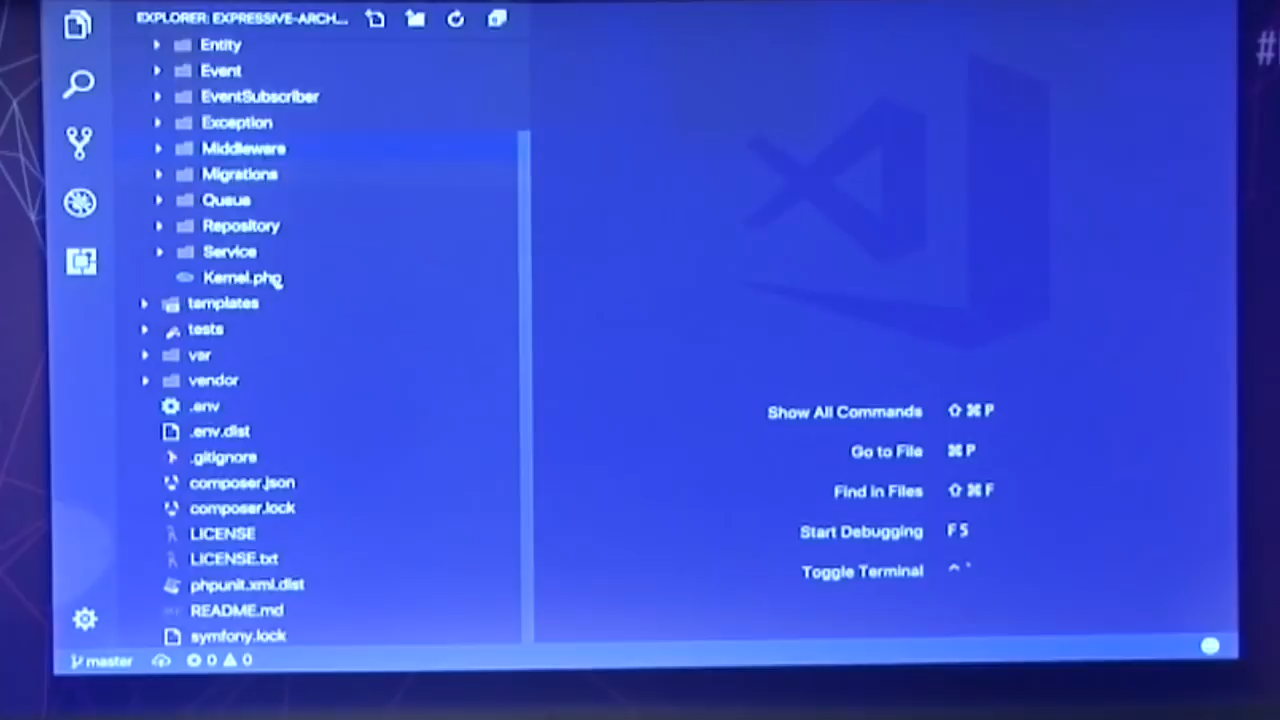 EXPLORER: EXPRESSIVE-ARCH...
Entity
Event
EventSubscriber
Exception
Middleware
Migrations
Queue
Repository
Service
Kernel.php
templates
tests
var
vendor
.env
.env.dist
.gitignore
composer.json
composer.lock
LICENSE
LICENSE.txt
phpunit.xml.dist
README.md
symfony.lock
Show All Commands ⇧ ⌘ P
Go to File ⌘ P
Find in Files ⇧ ⌘ F
Start Debugging F5
Toggle Terminal ⌃ `
master 0 0
#